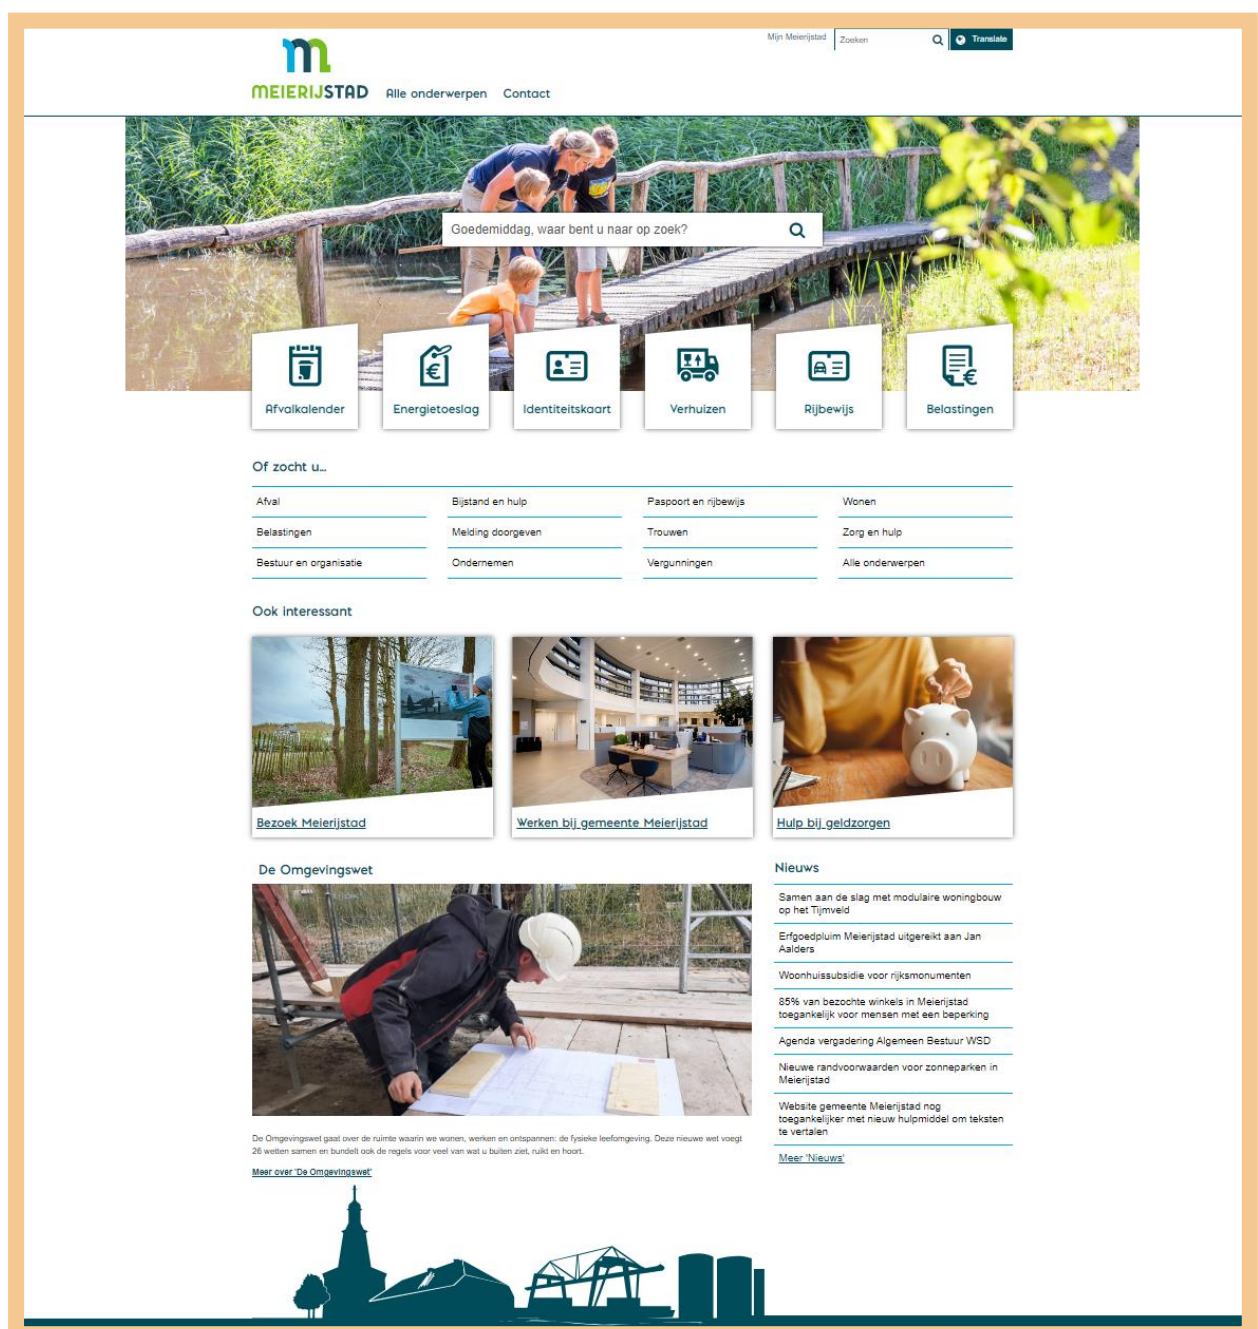 Mijn Meierijstad
Zoeken
Translate
MEIERIJSTAD
Alle onderwerpen
Contact
Goedemiddag, waar bent u naar op zoek?
Afvalkalender
Energietoeslag
Identiteitskaart
Verhuizen
Rijbewijs
Belastingen
Of zocht u...
Afval
Bijstand en hulp
Paspoort en rijbewijs
Wonen
Belastingen
Melding doorgeven
Trouwen
Zorg en hulp
Bestuur en organisatie
Ondernemen
Vergunningen
Alle onderwerpen
Ook interessant
Bezoek Meierijstad
Werken bij gemeente Meierijstad
Hulp bij geldzorgen
De Omgevingswet
De Omgevingswet gaat over de ruimte waarin we wonen, werken en ontspannen: de fysieke leefomgeving. Deze nieuwe wet voegt
26 wetten samen en bundelt ook de regels voor veel van wat u buiten ziet, ruikt en hoort.
Meer over 'De Omgevingswet'
Nieuws
Samen aan de slag met modulaire woningbouw
op het Tijmveld
Erfgoedpluim Meierijstad uitgereikt aan Jan
Aalders
Woonhuissubsidie voor rijksmonumenten
85% van bezochte winkels in Meierijstad
toegankelijk voor mensen met een beperking
Agenda vergadering Algemeen Bestuur WSD
Nieuwe randvoorwaarden voor zonneparken in
Meierijstad
Website gemeente Meierijstad nog
toegankelijker met nieuw hulpmiddel om teksten
te vertalen
Meer 'Nieuws'